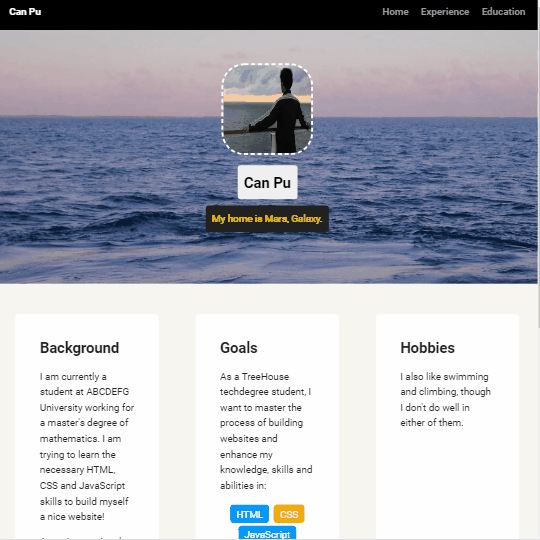 Can Pu
Home Experience Education
Can Pu
My home is Mars, Galaxy.
Background
I am currently a
student at ABCDEFG
University working for
a master's degree of
mathematics. I am
trying to learn the
necessary HTML,
CSS and JavaScript
skills to build myself
a nice website!
Goals
As a TreeHouse
techdegree student, I
want to master the
process of building
websites and
enhance my
knowledge, skills and
abilities in:
HTML CSS
JavaScript
Hobbies
I also like swimming
and climbing, though
I don't do well in
either of them.